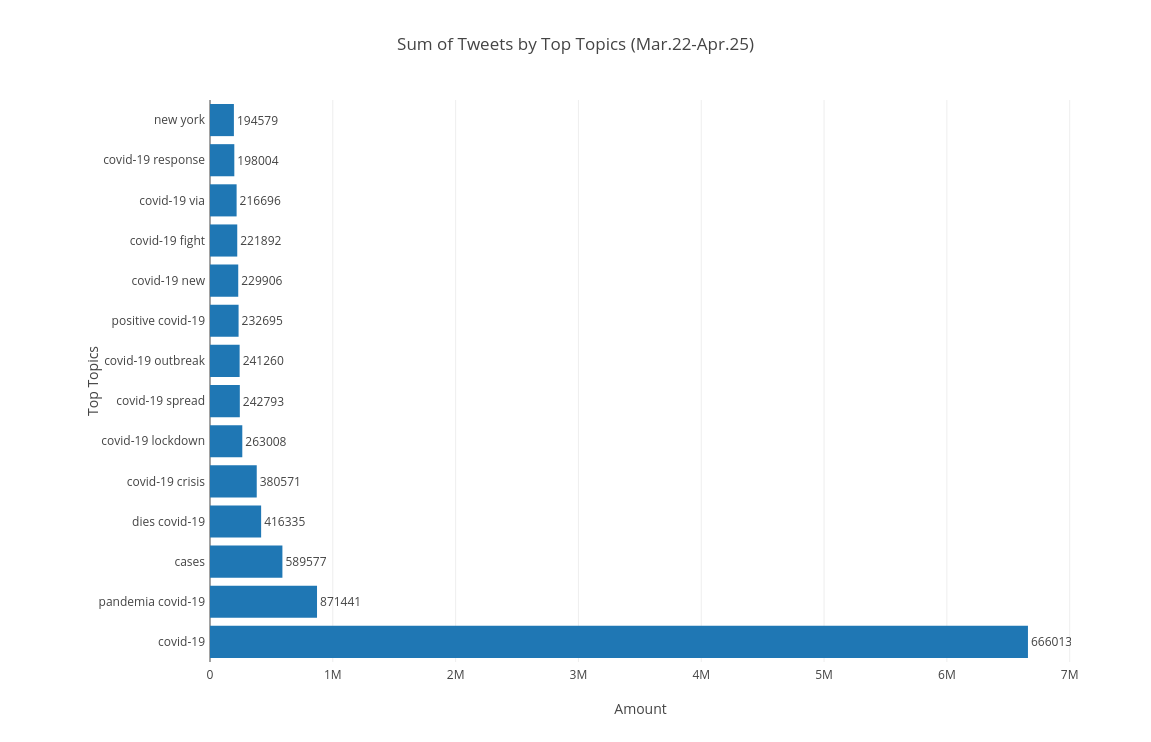 Sum of Tweets by Top Topics (Mar.22-Apr.25)
new york 194579
covid-19 response 198004
covid-19 via 216696
covid-19 fight 221892
covid-19 new 229906
positive covid-19 232695
covid-19 outbreak 241260
covid-19 spread 242793
covid-19 lockdown 263008
covid-19 crisis 380571
dies covid-19 416335
cases 589577
pandemia covid-19 871441
covid-19 666013
Top Topics
0 1M 2M 3M 4M 5M 6M 7M
Amount